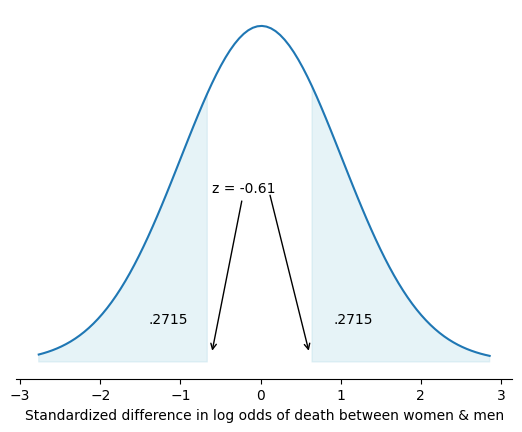 z = -0.61
.2715
.2715
−3 −2 −1 0 1 2 3
Standardized difference in log odds of death between women & men